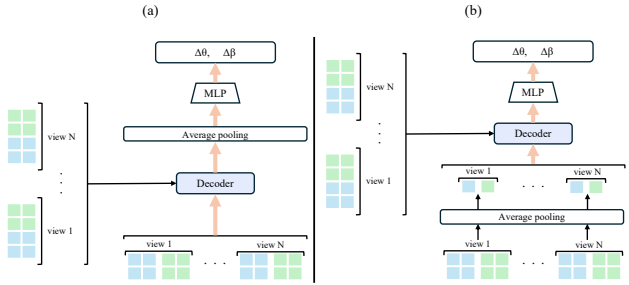 (a)
Δθ, Δβ
MLP
Average pooling
Decoder
view N
. . .
view 1
view 1
. . .
view N
(b)
Δθ, Δβ
MLP
Decoder
view N
. . .
view 1
view 1
. . .
view N
Average pooling
view 1
. . .
view N